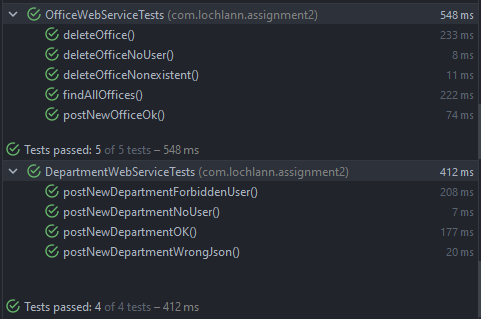 OfficeWebServiceTests (com.lochlann.assignment2) 548 ms
deleteOffice() 233 ms
deleteOfficeNoUser() 8 ms
deleteOfficeNonexistent() 11 ms
findAllOffices() 222 ms
postNewOfficeOk() 74 ms
Tests passed: 5 of 5 tests – 548 ms
DepartmentWebServiceTests (com.lochlann.assignment2) 412 ms
postNewDepartmentForbiddenUser() 208 ms
postNewDepartmentNoUser() 7 ms
postNewDepartmentOK() 177 ms
postNewDepartmentWrongJson() 20 ms
Tests passed: 4 of 4 tests – 412 ms